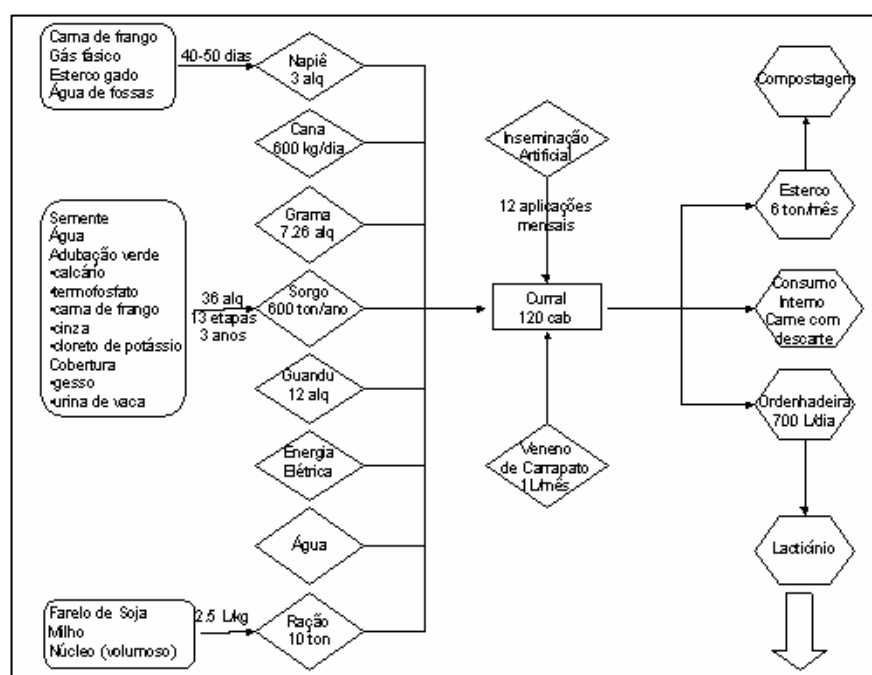 Cama de frango
Gás fásico
Esterco gado
Água de fossas
40-50 dias
Napiê
3 alq
Cana
600 kg/dia
Grama
7.26 alq
Semente
Água
Adubação verde
•calcário
•termofosfato
•cama de frango
•cinza
•cloreto de potássio
Cobertura
•gesso
•urina de vaca
36 alq
13 etapas
3 anos
Sorgo
600 ton/ano
Guandu
12 alq
Energia
Elétrica
Água
Farelo de Soja
Milho
Núcleo (volumoso)
2.5 L/kg
Ração
10 ton
Inseminação
Artificial
12 aplicações
mensais
Curral
120 cab
Veneno
de Carrapato
1L/mês
Compostagem
Esterco
6 ton/mês
Consumo
Interno
Carne com
descarte
Ordenhadeira
700 L/dia
Lacticínio